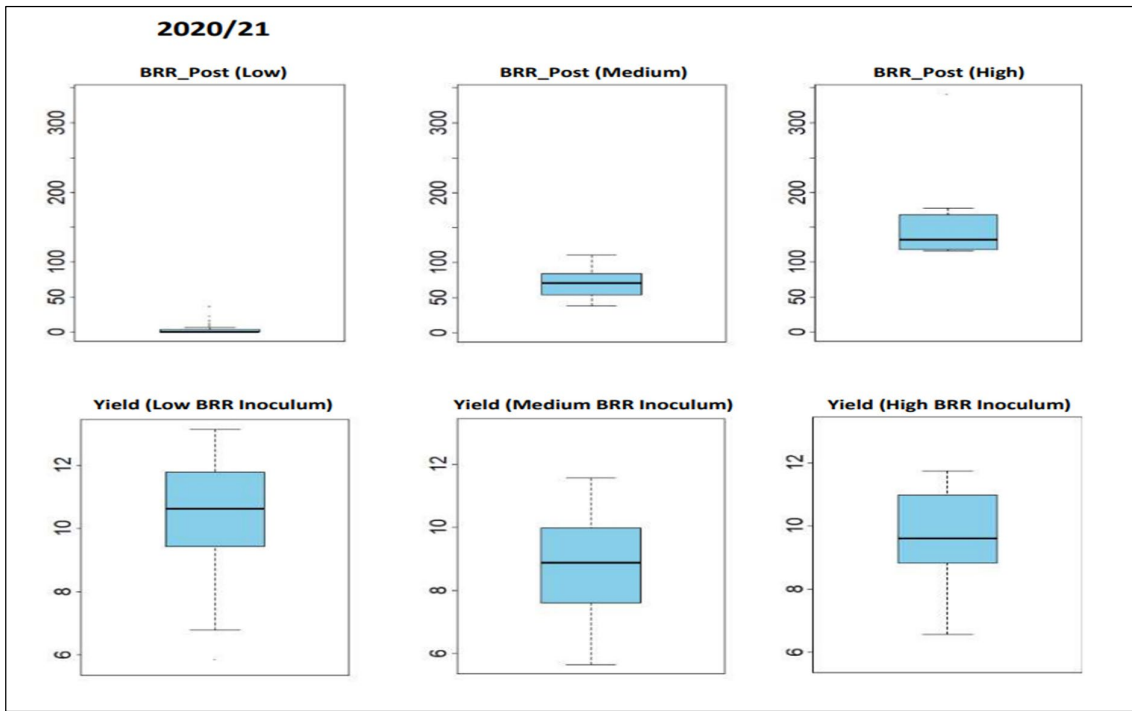 2020/21
BRR_Post (Low) BRR_Post (Medium) BRR_Post (High)
300 300 300
200 200 200
100 100 100
50 50 50
0 0 0
Yield (Low BRR Inoculum) Yield (Medium BRR Inoculum) Yield (High BRR Inoculum)
12 12 12
10 10 10
8 8 8
6 6 6